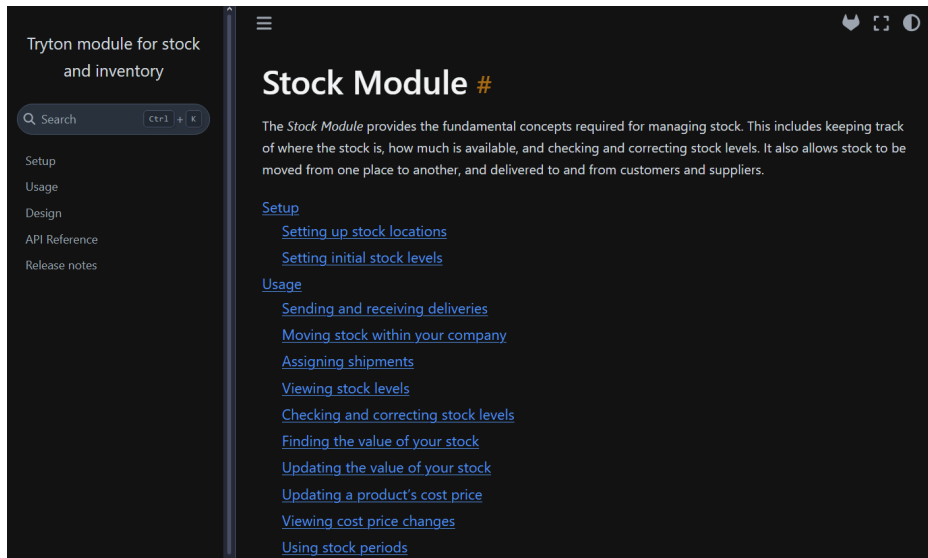 Tryton module for stock
and inventory
Search Ctrl + K
Setup
Usage
Design
API Reference
Release notes
Stock Module #
The Stock Module provides the fundamental concepts required for managing stock. This includes keeping track
of where the stock is, how much is available, and checking and correcting stock levels. It also allows stock to be
moved from one place to another, and delivered to and from customers and suppliers.
Setup
Setting up stock locations
Setting initial stock levels
Usage
Sending and receiving deliveries
Moving stock within your company
Assigning shipments
Viewing stock levels
Checking and correcting stock levels
Finding the value of your stock
Updating the value of your stock
Updating a product's cost price
Viewing cost price changes
Using stock periods